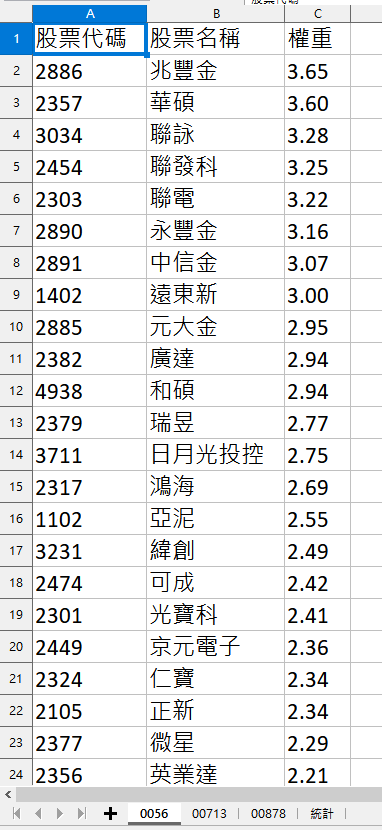 A B C
1 股票代碼 股票名稱 權重
2 2886 兆豐金 3.65
3 2357 華碩 3.60
4 3034 聯詠 3.28
5 2454 聯發科 3.25
6 2303 聯電 3.22
7 2890 永豐金 3.16
8 2891 中信金 3.07
9 1402 遠東新 3.00
10 2885 元大金 2.95
11 2382 廣達 2.94
12 4938 和碩 2.94
13 2379 瑞昱 2.77
14 3711 日月光投控 2.75
15 2317 鴻海 2.69
16 1102 亞泥 2.55
17 3231 緯創 2.49
18 2474 可成 2.42
19 2301 光寶科 2.41
20 2449 京元電子 2.36
21 2324 仁寶 2.34
22 2105 正新 2.34
23 2377 微星 2.29
24 2356 英業達 2.21
0056 00713 00878 統計